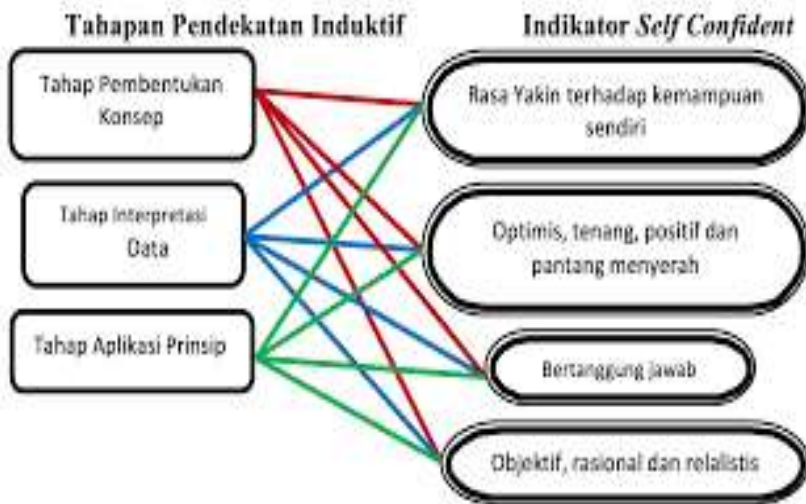 Tahapan Pendekatan Induktif
Indikator Self Confident
Tahap Pembentukan
Konsep
Rasa Yakin terhadap kemampuan
sendiri
Tahap Interpretasi
Data
Optimis, tenang, positif dan
pantang menyerah
Tahap Aplikasi Prinsip
Bertanggung jawab
Objektif, rasional dan relalistis